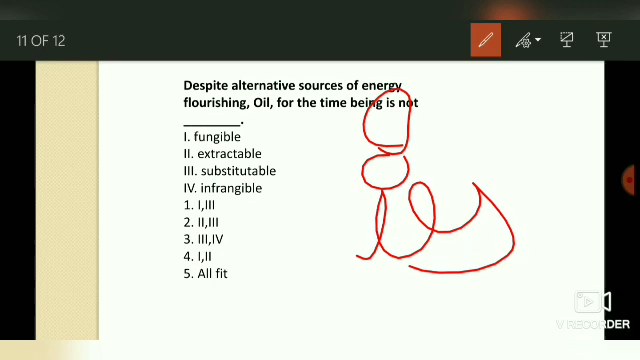 11 OF 12
Despite alternative sources of energy
flourishing, Oil, for the time being is not
________.
I. fungible
II. extractable
III. substitutable
IV. infrangible
1. I,III
2. II,III
3. III,IV
4. I,II
5. All fit
V RECORDER